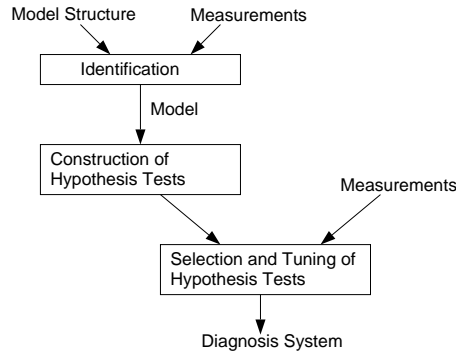 Model Structure
Measurements
Identification
Model
Construction of
Hypothesis Tests
Measurements
Selection and Tuning of
Hypothesis Tests
Diagnosis System